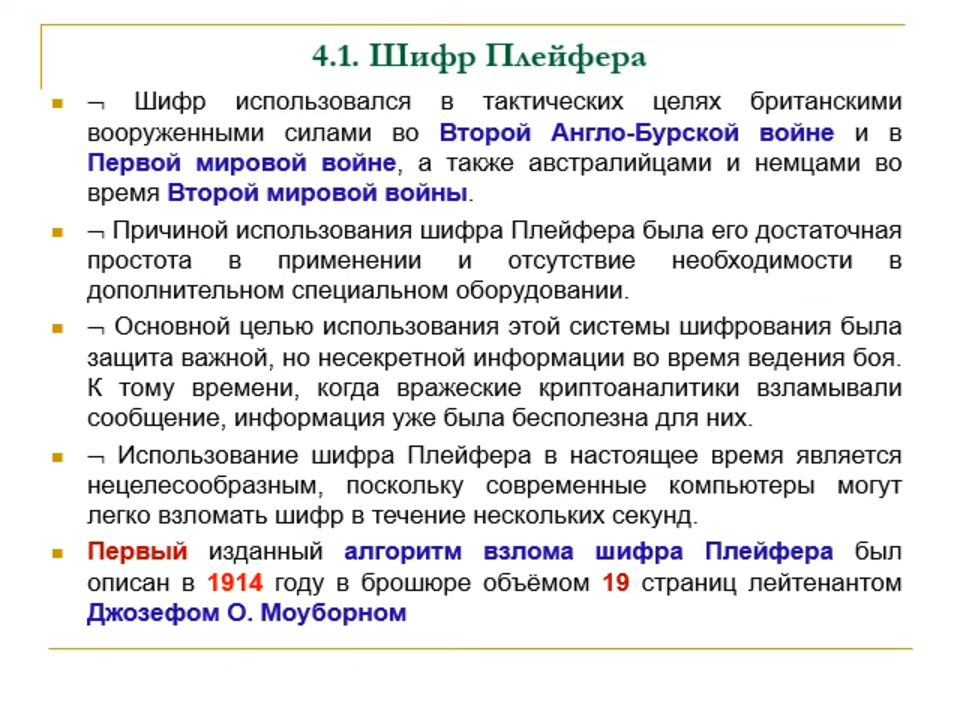 4.1. Шифр Плейфера
¬ Шифр использовался в тактических целях британскими
вооруженными силами во Второй Англо-Бурской войне и в
Первой мировой войне, а также австралийцами и немцами во
время Второй мировой войны.
¬ Причиной использования шифра Плейфера была его достаточная
простота в применении и отсутствие необходимости в
дополнительном специальном оборудовании.
¬ Основной целью использования этой системы шифрования была
защита важной, но несекретной информации во время ведения боя.
К тому времени, когда вражеские криптоаналитики взламывали
сообщение, информация уже была бесполезна для них.
¬ Использование шифра Плейфера в настоящее время является
нецелесообразным, поскольку современные компьютеры могут
легко взломать шифр в течение нескольких секунд.
Первый изданный алгоритм взлома шифра Плейфера был
описан в 1914 году в брошюре объёмом 19 страниц лейтенантом
Джозефом О. Моуборном